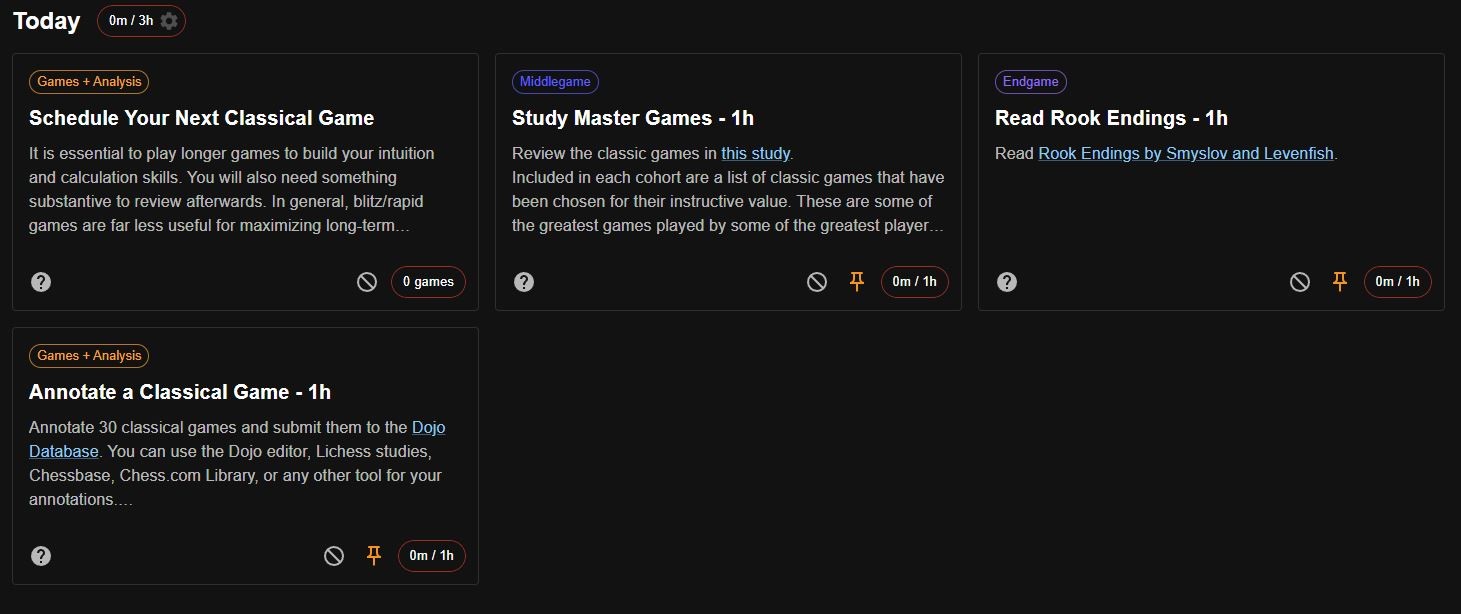 Today
0m / 3h
Games + Analysis
Schedule Your Next Classical Game
It is essential to play longer games to build your intuition
and calculation skills. You will also need something
substantive to review afterwards. In general, blitz/rapid
games are far less useful for maximizing long-term…
?
0 games
Middlegame
Study Master Games - 1h
Review the classic games in this study.
Included in each cohort are a list of classic games that have
been chosen for their instructive value. These are some of
the greatest games played by some of the greatest player…
?
0m / 1h
Endgame
Read Rook Endings - 1h
Read Rook Endings by Smyslov and Levenfish.
?
0m / 1h
Games + Analysis
Annotate a Classical Game - 1h
Annotate 30 classical games and submit them to the Dojo
Database. You can use the Dojo editor, Lichess studies,
Chessbase, Chess.com Library, or any other tool for your
annotations.…
?
0m / 1h